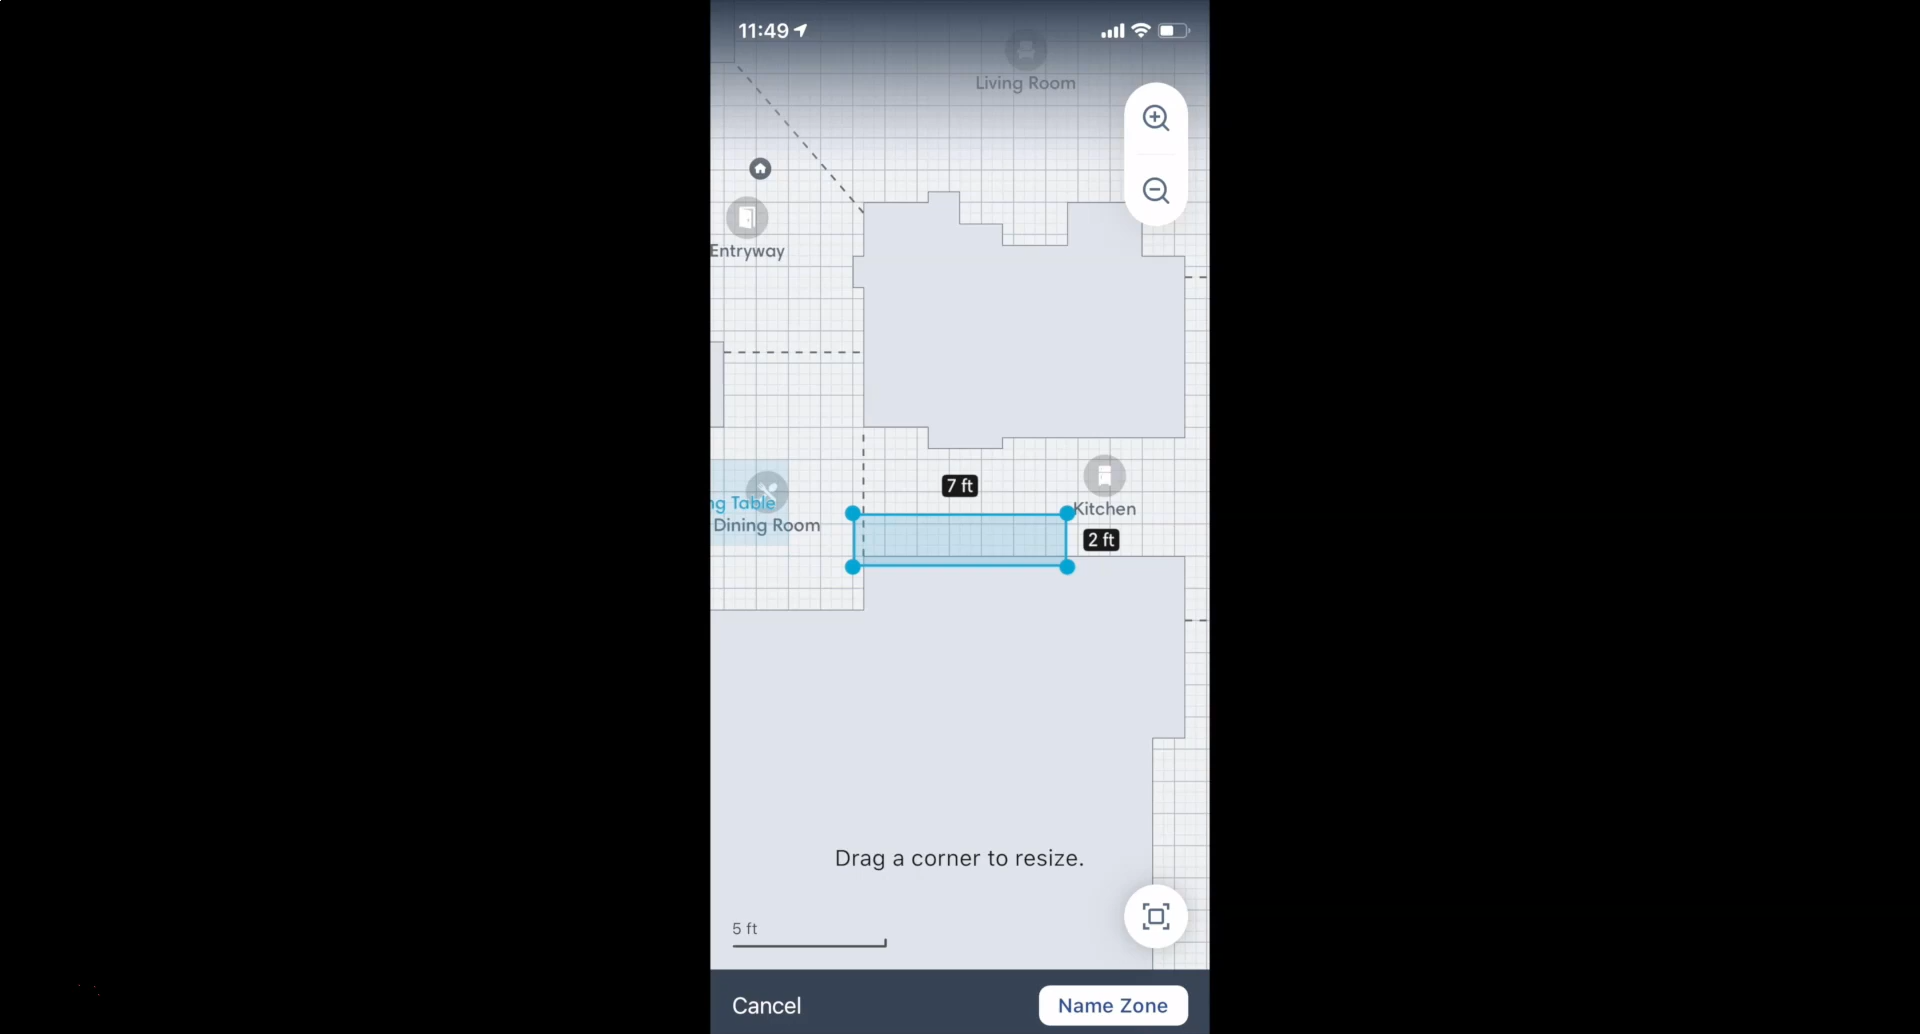 11:49
Living Room
Entryway
7 ft
ng Table
Kitchen
Dining Room
2 ft
Drag a corner to resize.
5 ft
Cancel
Name Zone